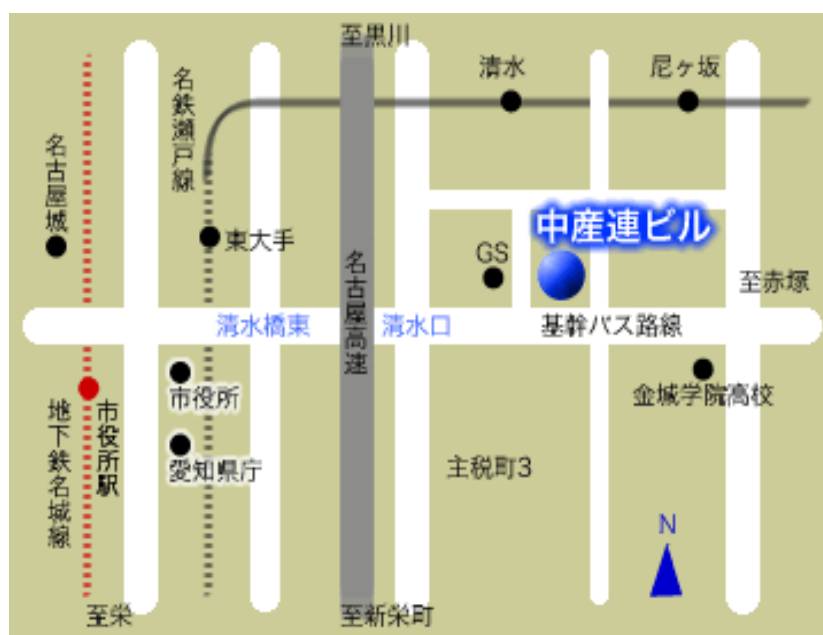 至黒川
清水
尼ヶ坂
名鉄瀬戸線
名古屋城
東大手
中産連ビル
GS
名古屋高速
至赤塚
清水橋東
清水口
基幹バス路線
市役所
金城学院高校
地下鉄名城線
市役所駅
愛知県庁
主税町3
N
至栄
至新栄町